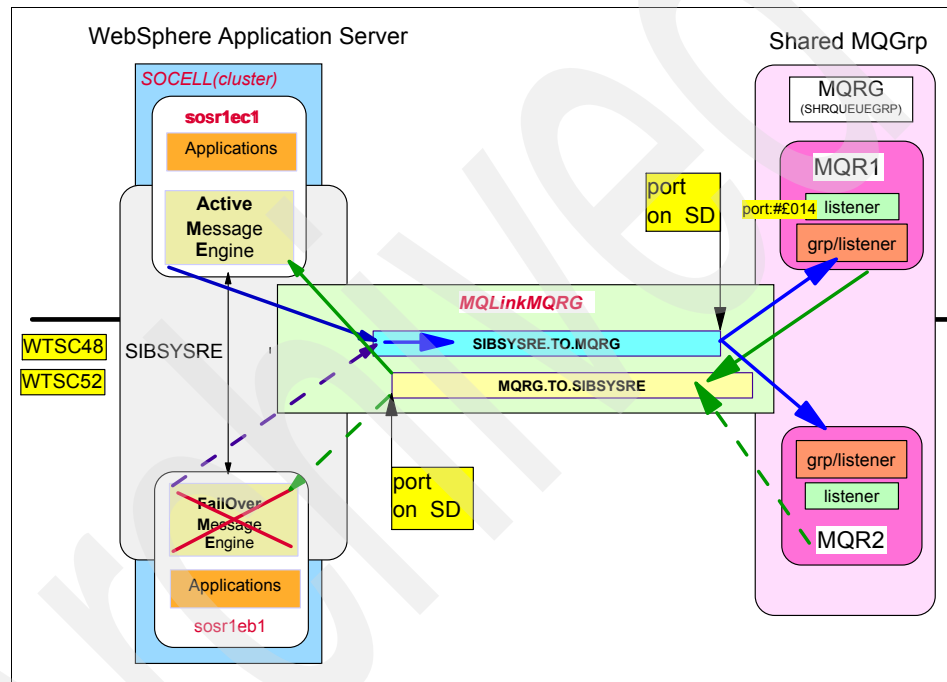 WebSphere Application Server
Shared MQGrp
SOCELL(cluster)
sosr1ec1
Applications
Active
Message
Engine
MQRG
(SHRQUEUEGRP)
MQR1
port:#£014
listener
grp/listener
port
on SD
MQLinkMQRG
WTSC48
WTSC52
SIBSYSRE
SIBSYSRE.TO.MQRG
MQRG.TO.SIBSYSRE
port
on SD
FailOver
Message
Engine
Applications
sosr1eb1
grp/listener
listener
MQR2